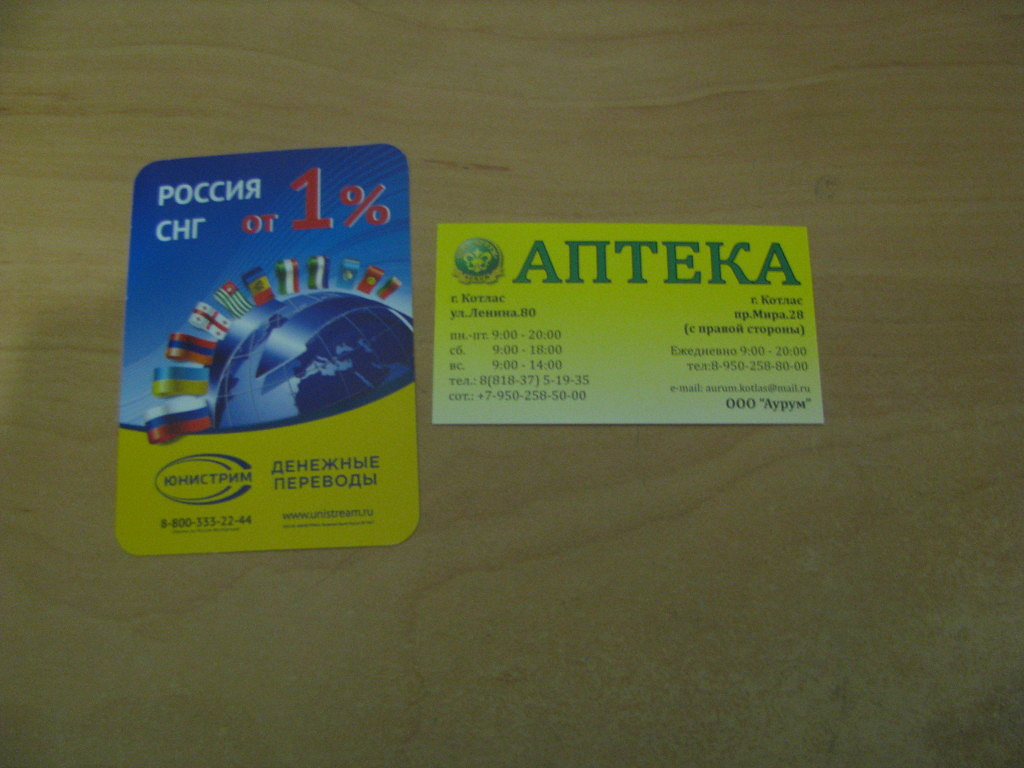 РОССИЯ
СНГ
от 1%
ЮНИСТРИМ
ДЕНЕЖНЫЕ
ПЕРЕВОДЫ
8-800-333-22-44
www.unistream.ru
АПТЕКА
г. Котлас
ул.Ленина.80
пн.-пт. 9:00 - 20:00
сб. 9:00 - 18:00
вс. 9:00 - 14:00
тел.: 8(818-37) 5-19-35
сот.: +7-950-258-50-00
г. Котлас
пр.Мира.28
(с правой стороны)
Ежедневно 9:00 - 20:00
тел:8-950-258-80-00
e-mail: aurum.kotlas@mail.ru
ООО "Аурум"